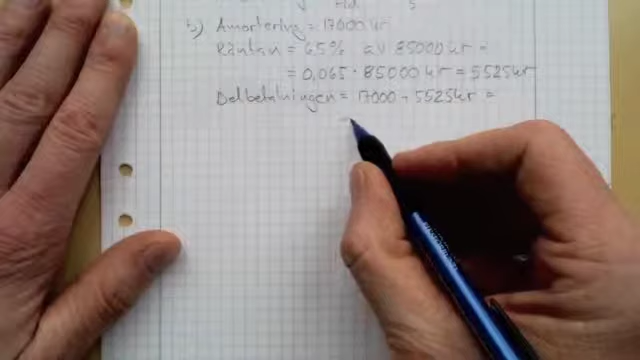 b) Amortering = 17000 kr
Räntan = 6,5% av 85000 kr =
= 0,065 · 85000 kr = 5525 kr
Delbetalningen = 17000 + 5525 kr =
=